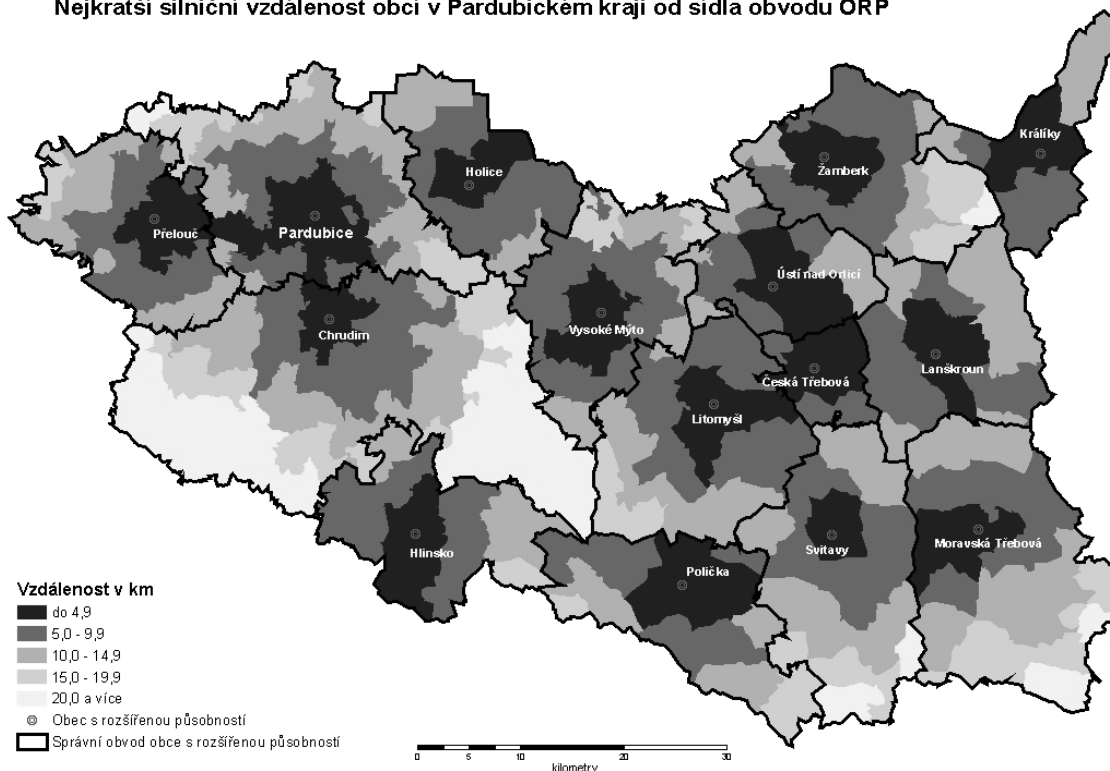 Nejkratší silniční vzdálenost obcí v Pardubickém kraji od sídla obvodu ORP
Králíky
Holice
Žamberk
Přelouč
Pardubice
Ústí nad Orlicí
Chrudim
Vysoké Mýto
Česká Třebová
Lanškroun
Litomyšl
Hlinsko
Svitavy
Moravská Třebová
Polička
Vzdálenost v km
do 4,9
5,0 - 9,9
10,0 - 14,9
15,0 - 19,9
20,0 a více
Obec s rozšířenou působností
Správní obvod obce s rozšířenou působností
0 5 10 20 30
kilometry